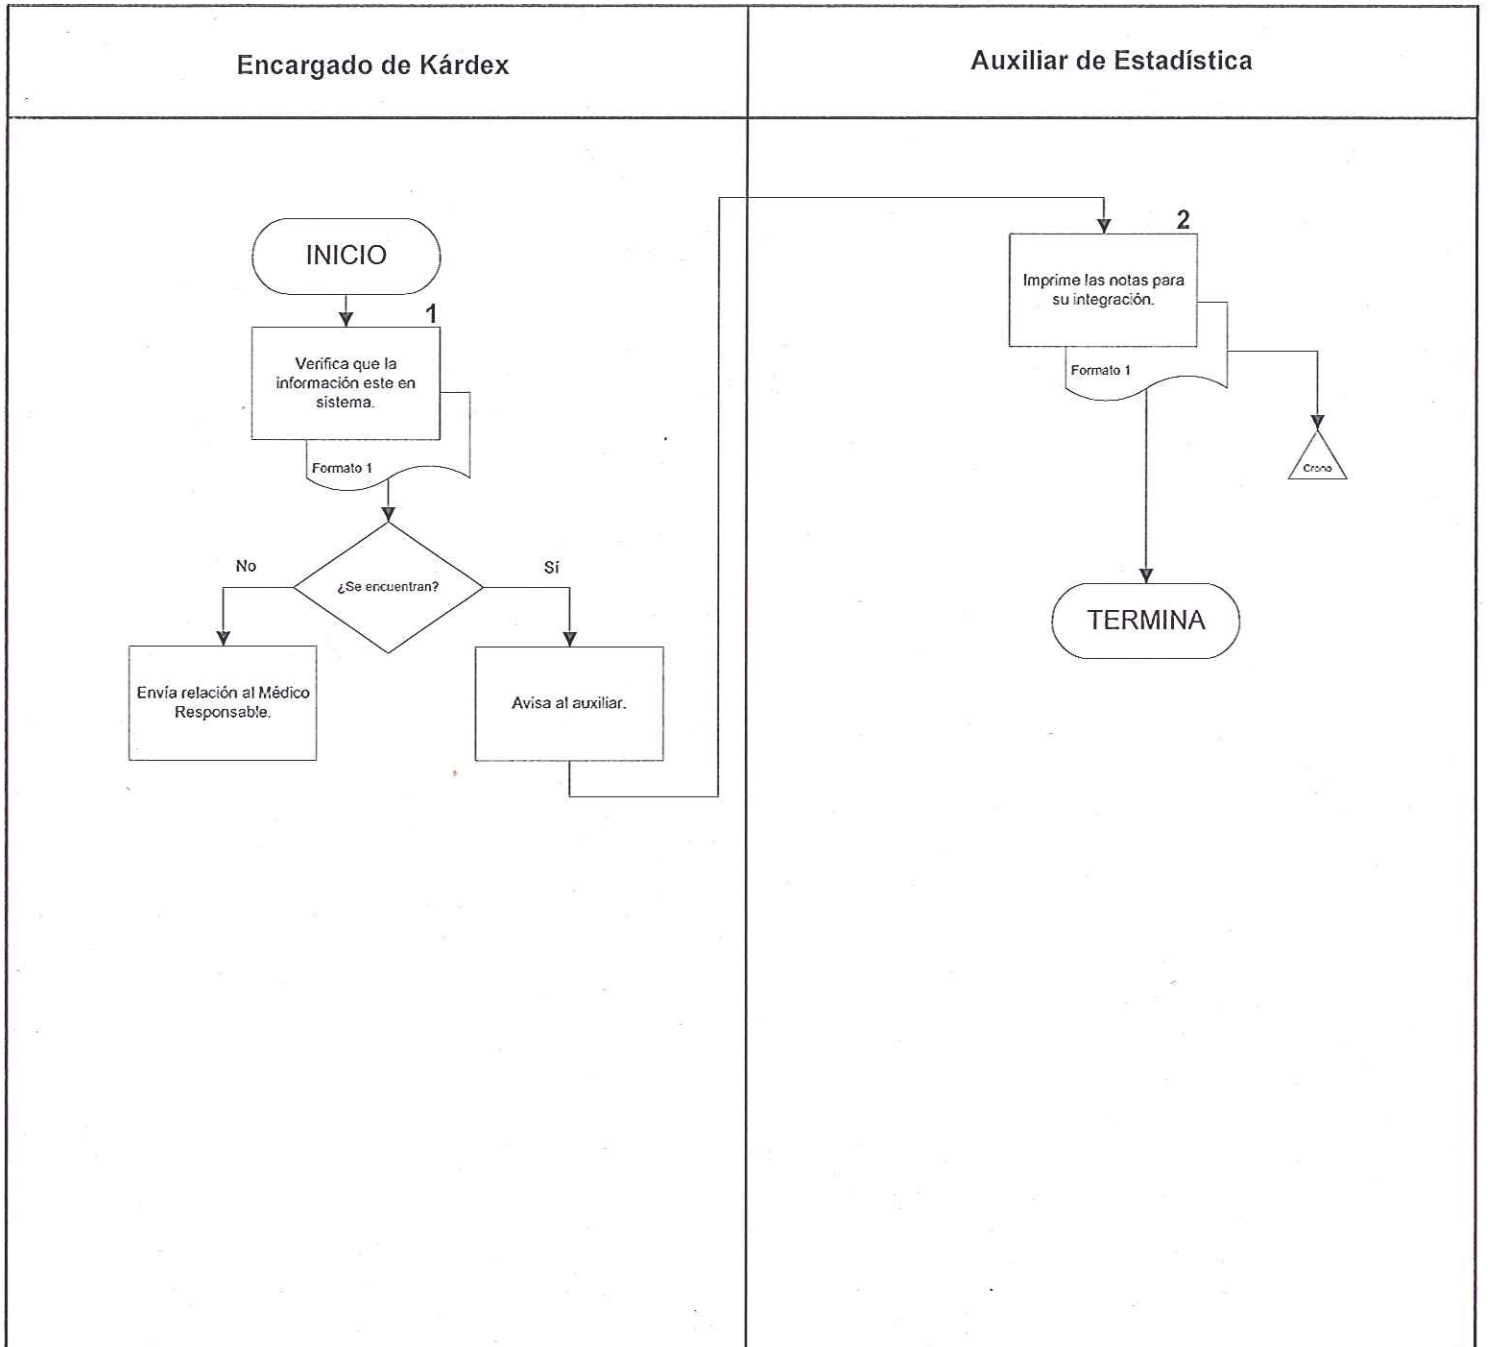 Encargado de Kárdex
Auxiliar de Estadística
INICIO
1
Verifica que la
información este en
sistema.
Formato 1
¿Se encuentran?
No
Sí
Envía relación al Médico
Responsable.
Avisa al auxiliar.
2
Imprime las notas para
su integración.
Formato 1
Crono
TERMINA